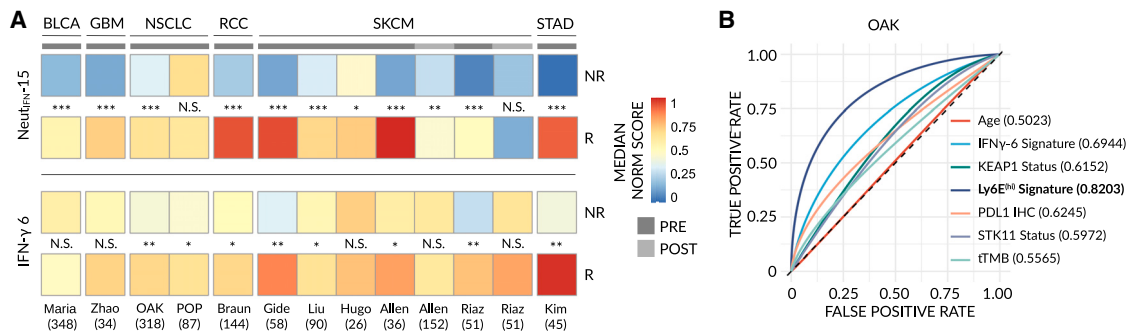 A
BLCA GBM NSCLC RCC SKCM STAD
Neut_IFN-15
NR
*** *** *** N.S. *** *** *** * *** ** *** N.S. ***
R
IFN-γ 6
NR
N.S. N.S. ** * * ** * N.S. * N.S. ** N.S. **
R
Maria Zhao OAK POP Braun Gide Liu Hugo Allen Allen Riaz Riaz Kim
(348) (34) (318) (87) (144) (58) (90) (26) (36) (152) (51) (51) (45)
MEDIAN
NORM SCORE
1
0.75
0.50
0.25
0
PRE
POST
B
OAK
TRUE POSITIVE RATE
1.00
0.75
0.50
0.25
0
0 0.25 0.50 0.75 1.00
FALSE POSITIVE RATE
Age (0.5023)
IFNγ-6 Signature (0.6944)
KEAP1 Status (0.6152)
Ly6E(hi) Signature (0.8203)
PDL1 IHC (0.6245)
STK11 Status (0.5972)
tTMB (0.5565)